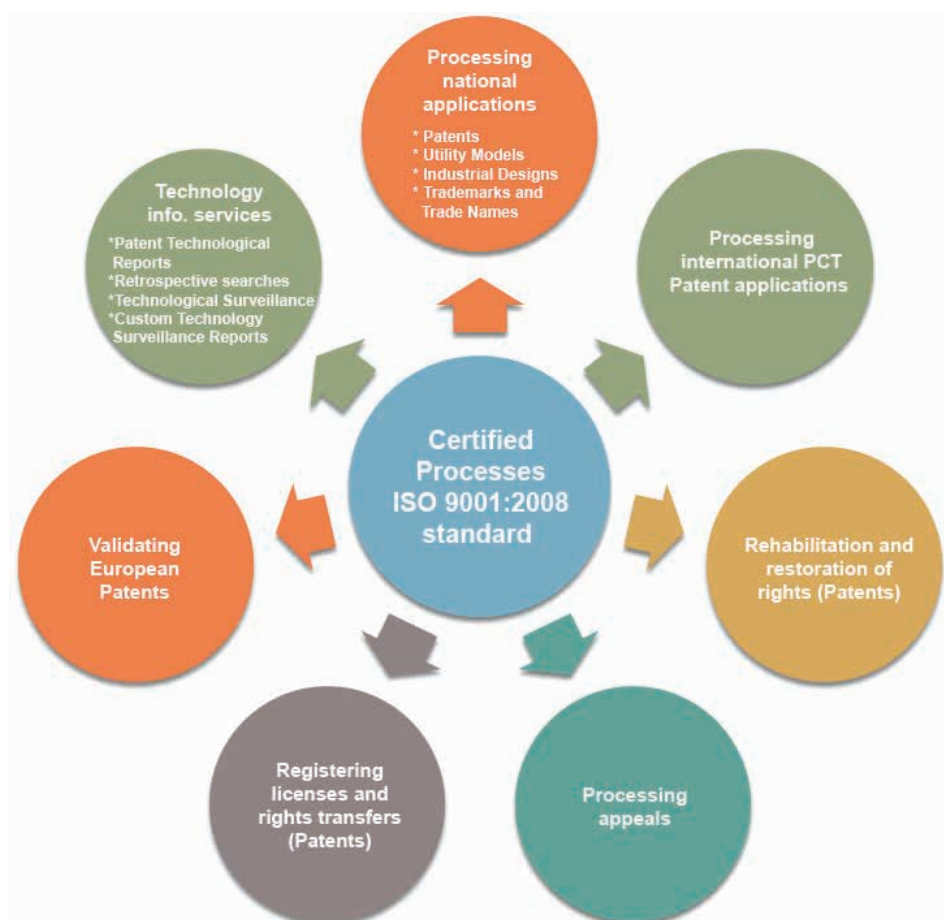 Processing
national
applications
* Patents
* Utility Models
* Industrial Designs
* Trademarks and
Trade Names
Technology
info. services
*Patent Technological
Reports
*Retrospective searches
*Technological Surveillance
*Custom Technology
Surveillance Reports
Processing
international PCT
Patent applications
Certified
Processes
ISO 9001:2008
standard
Validating
European
Patents
Rehabilitation and
restoration of
rights (Patents)
Registering
licenses and
rights transfers
(Patents)
Processing
appeals